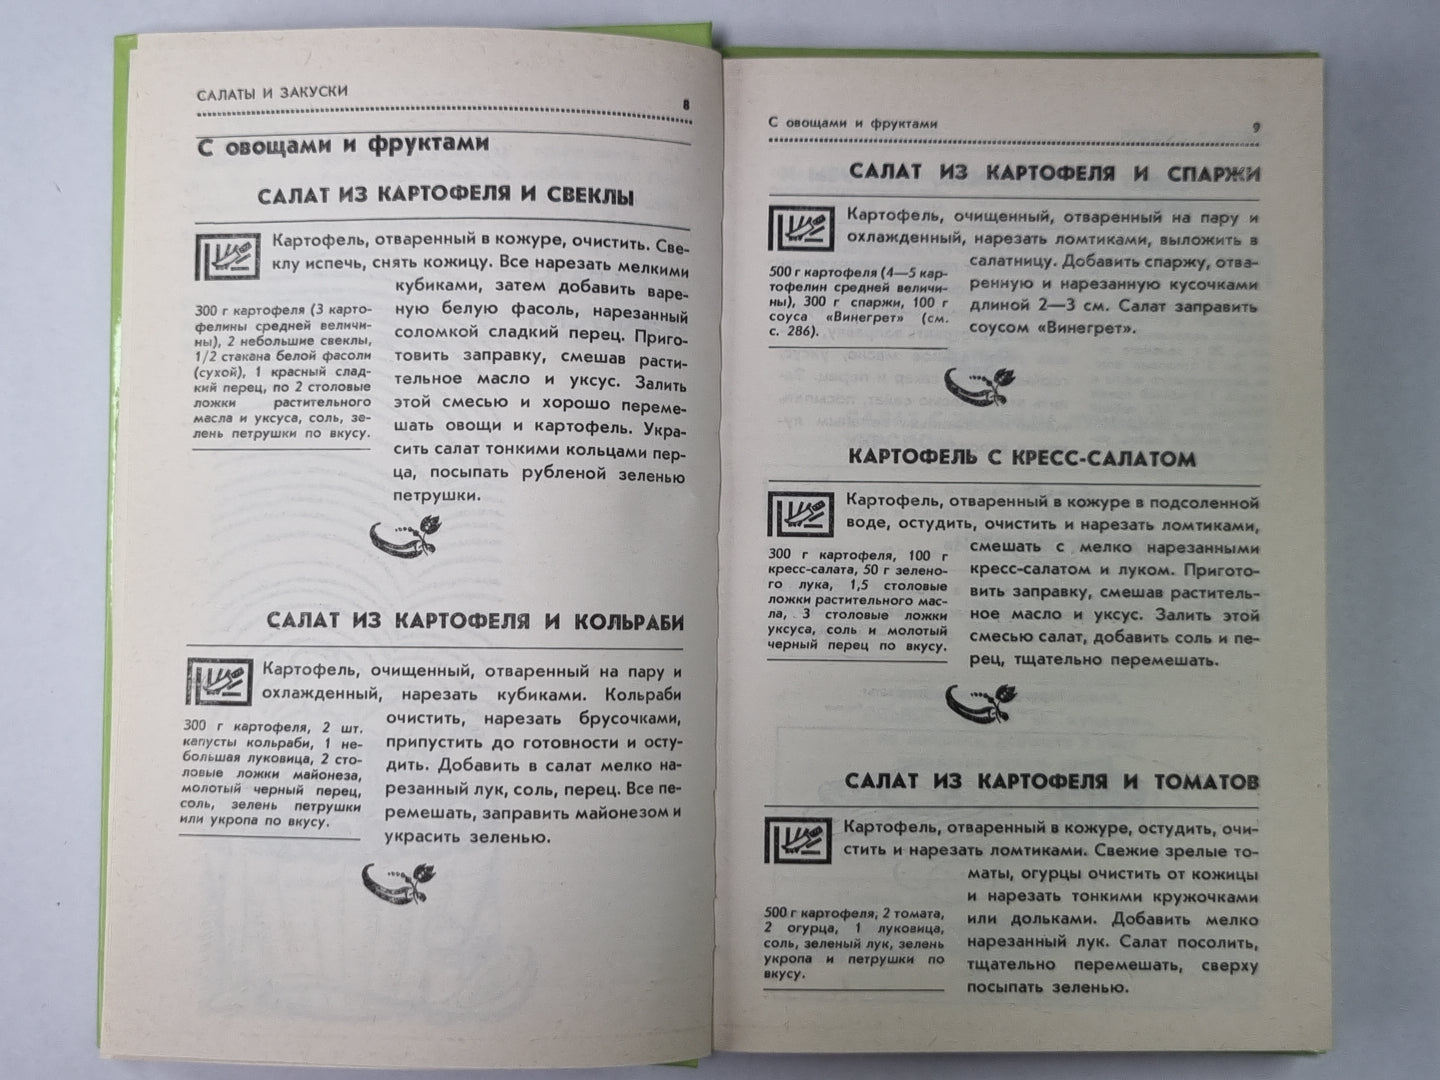 САЛАТЫ И ЗАКУСКИ
8
С овощами и фруктами
САЛАТ ИЗ КАРТОФЕЛЯ И СВЕКЛЫ
Картофель, отваренный в кожуре, очистить. Све-
клу испечь, снять кожицу. Все нарезать мелкими
кубиками, затем добавить варе-
ную белую фасоль, нарезанный
соломкой сладкий перец. Приго-
товить заправку, смешав расти-
тельное масло и уксус. Залить
этой смесью и хорошо переме-
шать овощи и картофель. Укра-
сить салат тонкими кольцами пер-
ца, посыпать рубленой зеленью
петрушки.
300 г картофеля (3 карто-
фелины средней величи-
ны), 2 небольшие свеклы,
1/2 стакана белой фасоли
(сухой), 1 красный слад-
кий перец, по 2 столовые
ложки растительного
масла и уксуса, соль, зе-
лень петрушки по вкусу.
САЛАТ ИЗ КАРТОФЕЛЯ И КОЛЬРАБИ
Картофель, очищенный, отваренный на пару и
охлажденный, нарезать кубиками. Кольраби
очистить, нарезать брусочками,
припустить до готовности и осту-
дить. Добавить в салат мелко на-
резанный лук, соль, перец. Все пе-
ремешать, заправить майонезом и
украсить зеленью.
300 г картофеля, 2 шт.
капусты кольраби, 1 не-
большая луковица, 2 сто-
ловые ложки майонеза,
молотый черный перец,
соль, зелень петрушки
или укропа по вкусу.
С овощами и фруктами
9
САЛАТ ИЗ КАРТОФЕЛЯ И СПАРЖИ
Картофель, очищенный, отваренный на пару и
охлажденный, нарезать ломтиками, выложить в
салатницу. Добавить спаржу, отва-
ренную и нарезанную кусочками
длиной 2—3 см. Салат заправить
соусом «Винегрет».
500 г картофеля (4—5 кар-
тофелин средней величи-
ны), 300 г спаржи, 100 г
соуса «Винегрет» (см.
с. 286).
КАРТОФЕЛЬ С КРЕСС-САЛАТОМ
Картофель, отваренный в кожуре в подсоленной
воде, остудить, очистить и нарезать ломтиками,
смешать с мелко нарезанными
кресс-салатом и луком. Пригото-
вить заправку, смешав раститель-
ное масло и уксус. Залить этой
смесью салат, добавить соль и пе-
рец, тщательно перемешать.
300 г картофеля, 100 г
кресс-салата, 50 г зелено-
го лука, 1,5 столовые
ложки растительного мас-
ла, 3 столовые ложки
уксуса, соль и молотый
черный перец по вкусу.
САЛАТ ИЗ КАРТОФЕЛЯ И ТОМАТОВ
Картофель, отваренный в кожуре, остудить, очи-
стить и нарезать ломтиками. Свежие зрелые то-
маты, огурцы очистить от кожицы
и нарезать тонкими кружочками
или дольками. Добавить мелко
нарезанный лук. Салат посолить,
тщательно перемешать, сверху
посыпать зеленью.
500 г картофеля, 2 томата,
2 огурца, 1 луковица,
соль, зеленый лук, зелень
укропа и петрушки по
вкусу.